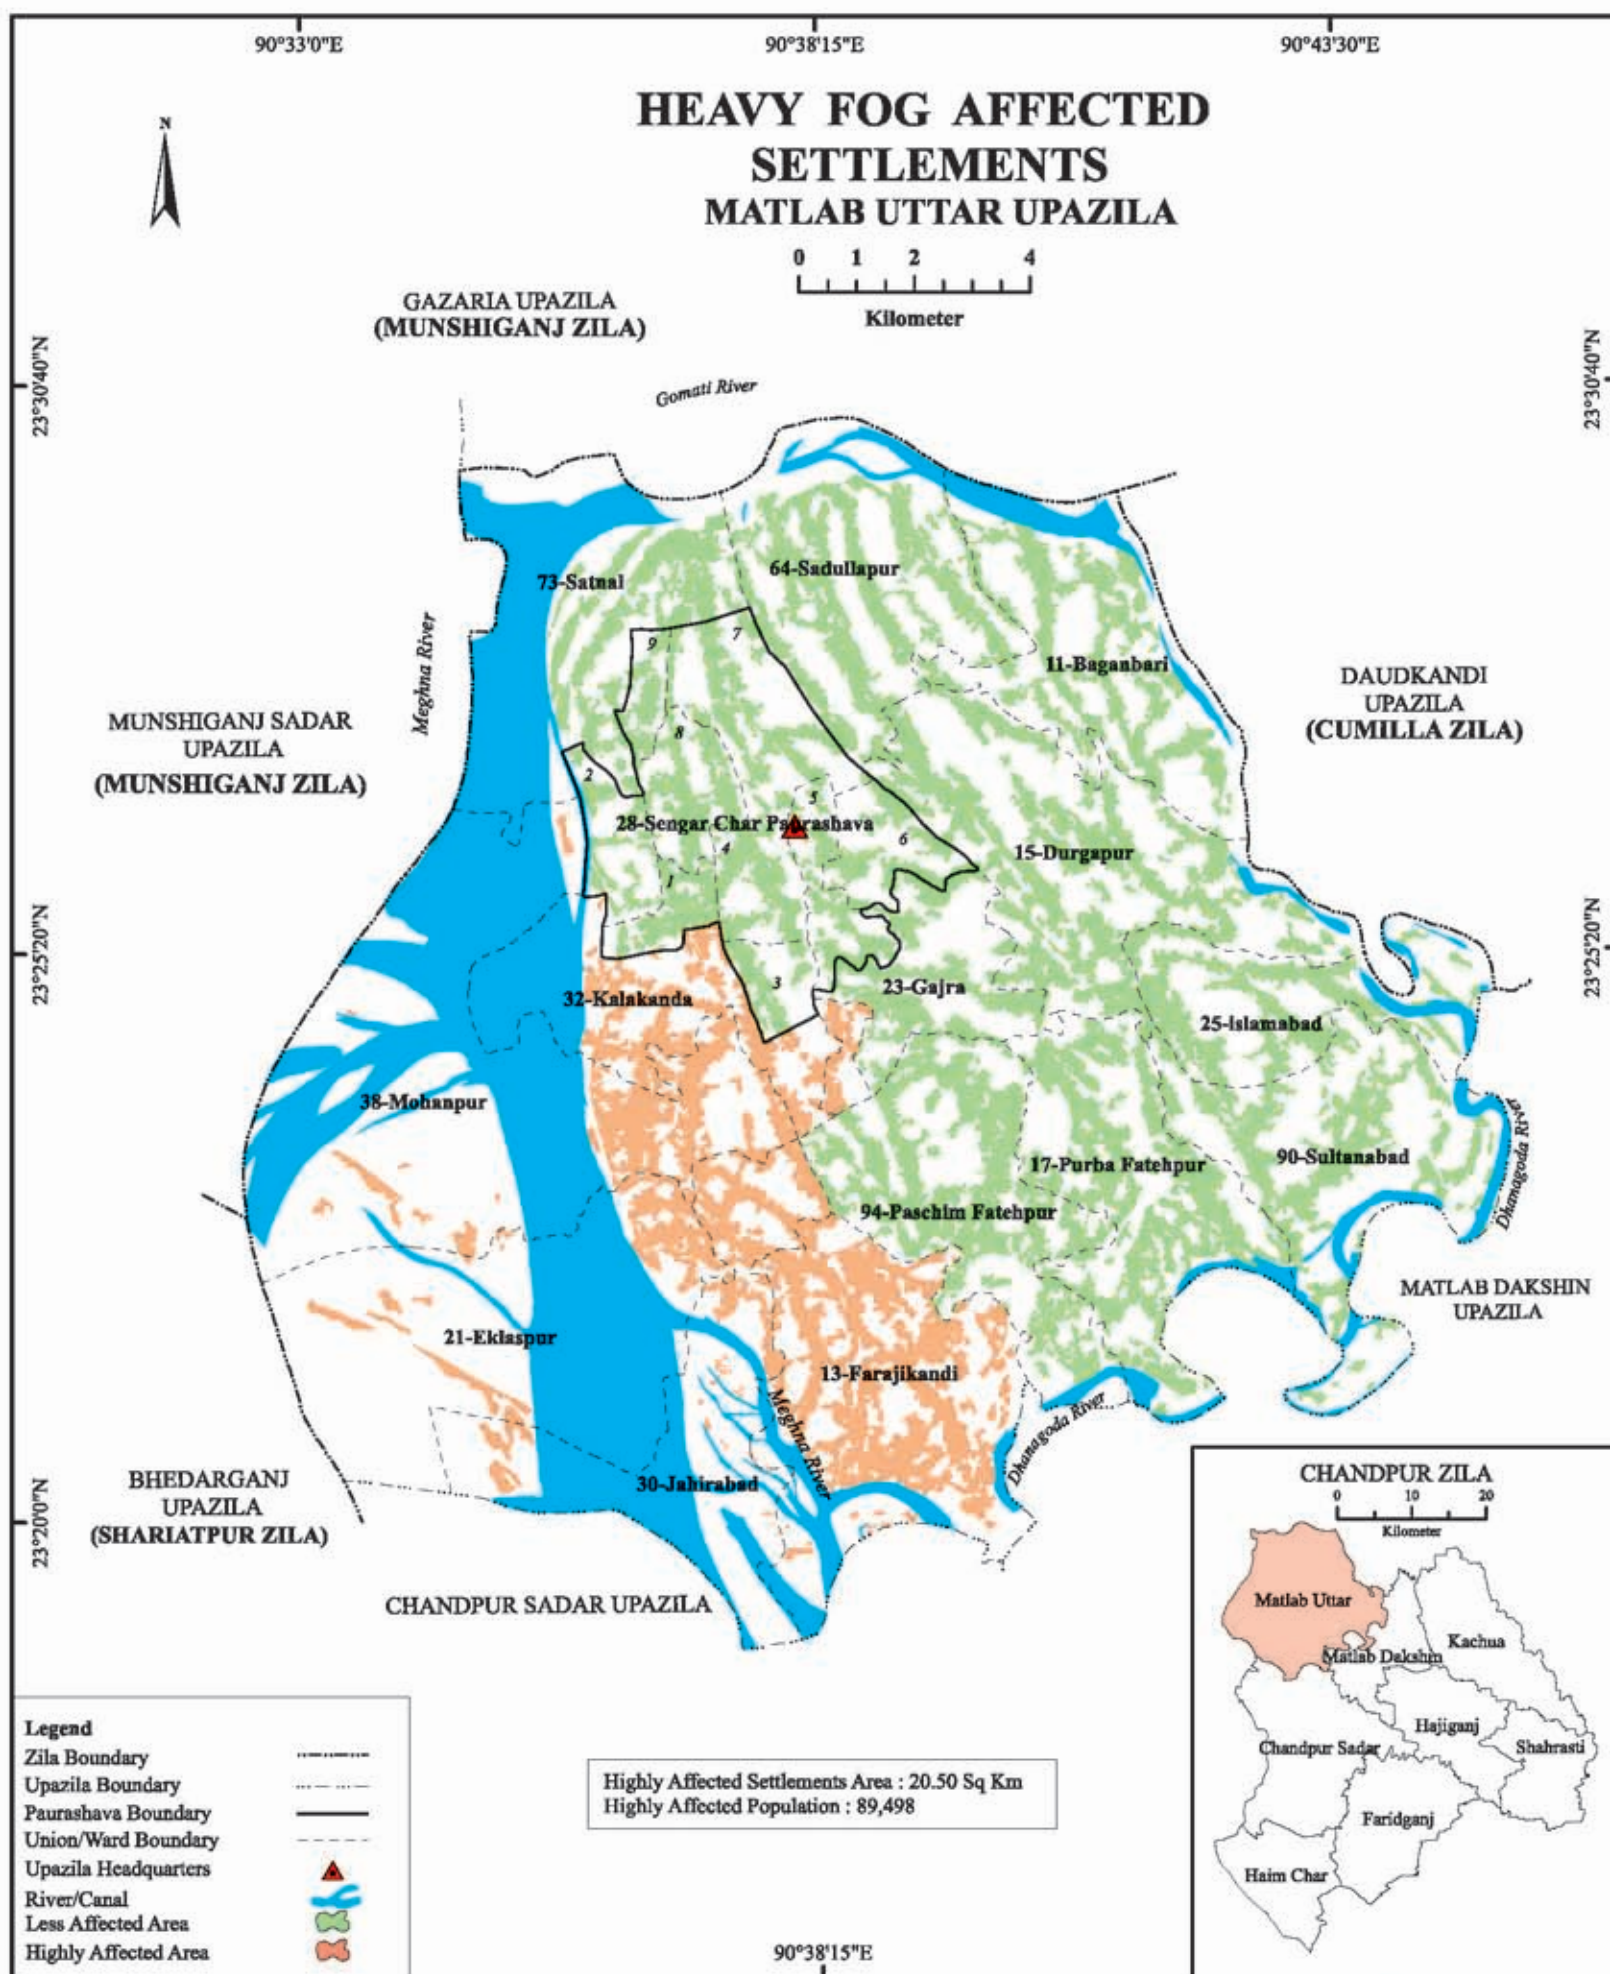 90°33'0"E
90°38'15"E
90°43'30"E
N
HEAVY FOG AFFECTED
SETTLEMENTS
MATLAB UTTAR UPAZILA
0 1 2 4
Kilometer
GAZARIA UPAZILA
(MUNSHIGANJ ZILA)
23°30'40"N
23°30'40"N
Gomati River
73-Satnal
64-Sadullapur
9
7
Meghna River
11-Baganbari
DAUDKANDI
UPAZILA
(CUMILLA ZILA)
MUNSHIGANJ SADAR
UPAZILA
(MUNSHIGANJ ZILA)
8
2
5
28-Sengar Char Paurashava
6
4
15-Durgapur
1
23°25'20"N
23°25'20"N
3
23-Gajra
32-Kalakanda
25-Islamabad
38-Mohanpur
17-Purba Fatehpur
90-Sultanabad
Dhanagoda River
94-Paschim Fatehpur
MATLAB DAKSHIN
UPAZILA
21-Eklaspur
13-Farajikandi
Meghna River
Dhanagoda River
30-Jahirabad
BHEDARGANJ
UPAZILA
(SHARIATPUR ZILA)
23°20'0"N
CHANDPUR SADAR UPAZILA
CHANDPUR ZILA
0 10 20
Kilometer
Matlab Uttar
Kachua
Matlab Dakshin
Hajiganj
Chandpur Sadar
Shahrasti
Faridganj
Haim Char
Legend
Zila Boundary
Upazila Boundary
Paurashava Boundary
Union/Ward Boundary
Upazila Headquarters
River/Canal
Less Affected Area
Highly Affected Area
Highly Affected Settlements Area : 20.50 Sq Km
Highly Affected Population : 89,498
90°38'15"E